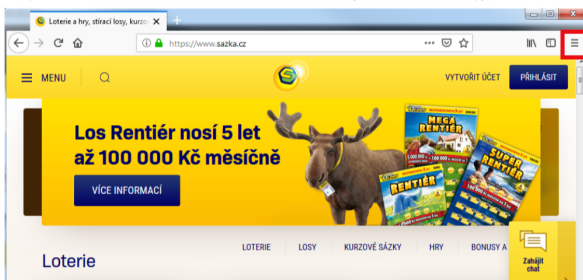 Loterie a hry, stírací losy, kurzo
https://www.sazka.cz
MENU
VYTVOŘIT ÚČET
PŘIHLÁSIT
Los Rentiér nosí 5 let
až 100 000 Kč měsíčně
VÍCE INFORMACÍ
MEGA
RENTIÉR
SUPER
RENTIÉR
RENTIÉR
LOTERIE LOSY KURZOVÉ SÁZKY HRY BONUSY A
Loterie
Zahájit
chat